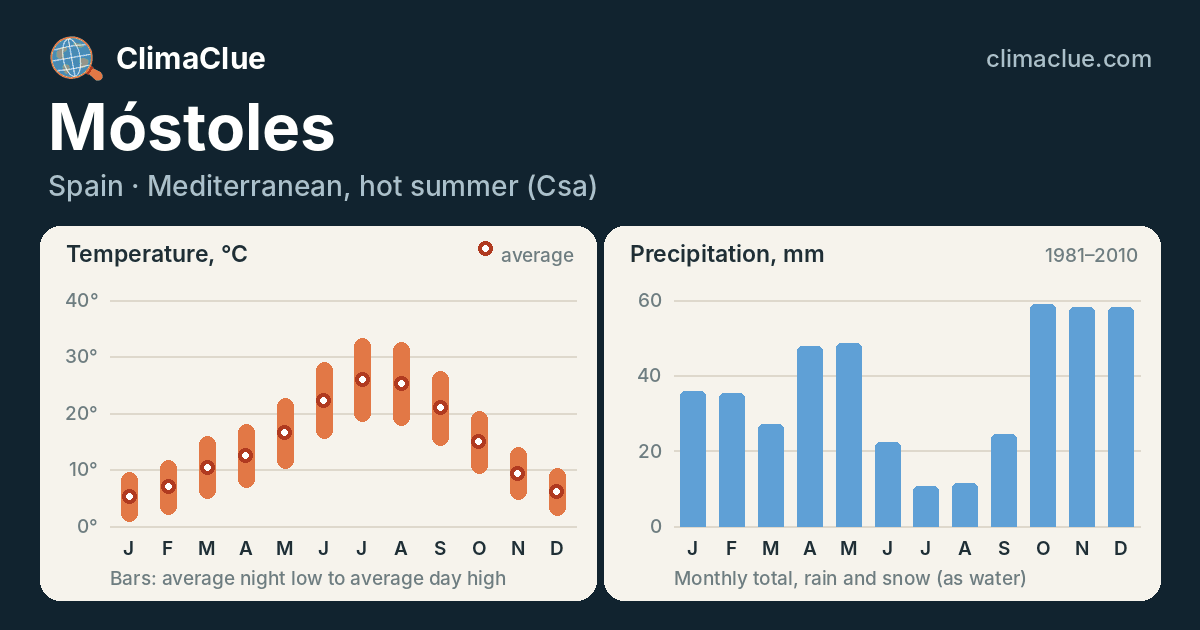 ClimaClue
climaclue.com
Móstoles
Spain · Mediterranean, hot summer (Csa)
Temperature, °C
average
40°
30°
20°
10°
0°
J F M A M J J A S O N D
Bars: average night low to average day high
Precipitation, mm
1981–2010
60
40
20
0
J F M A M J J A S O N D
Monthly total, rain and snow (as water)